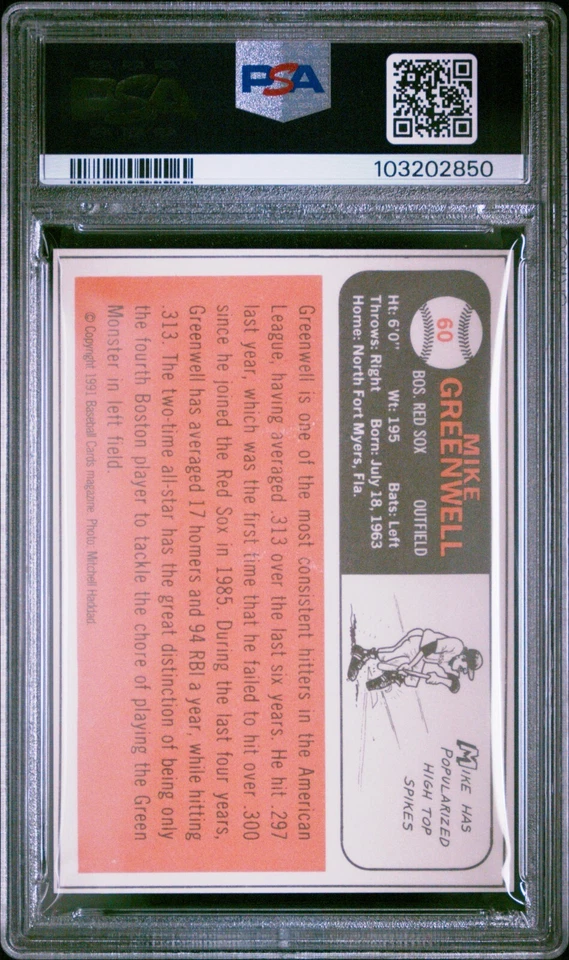 PSA
PSA
103202850
60
MIKE
GREENWELL
BOS. RED SOX OUTFIELD
Ht: 6'0" Wt: 195 Bats: Left
Throws: Right Born: July 18, 1963
Home: North Fort Myers, Fla.
MIKE HAS
POPULARIZED
HIGH TOP
SPIKES
Greenwell is one of the most consistent hitters in the American
League, having averaged .313 over the last six years. He hit .297
last year, which was the first time that he failed to hit over .300
since he joined the Red Sox in 1985. During the last four years,
Greenwell has averaged 17 homers and 94 RBI a year, while hitting
.313. The two-time all-star has the great distinction of being only
the fourth Boston player to tackle the chore of playing the Green
Monster in left field.
© Copyright 1991 Baseball Cards magazine. Photo: Mitchell Haddad.